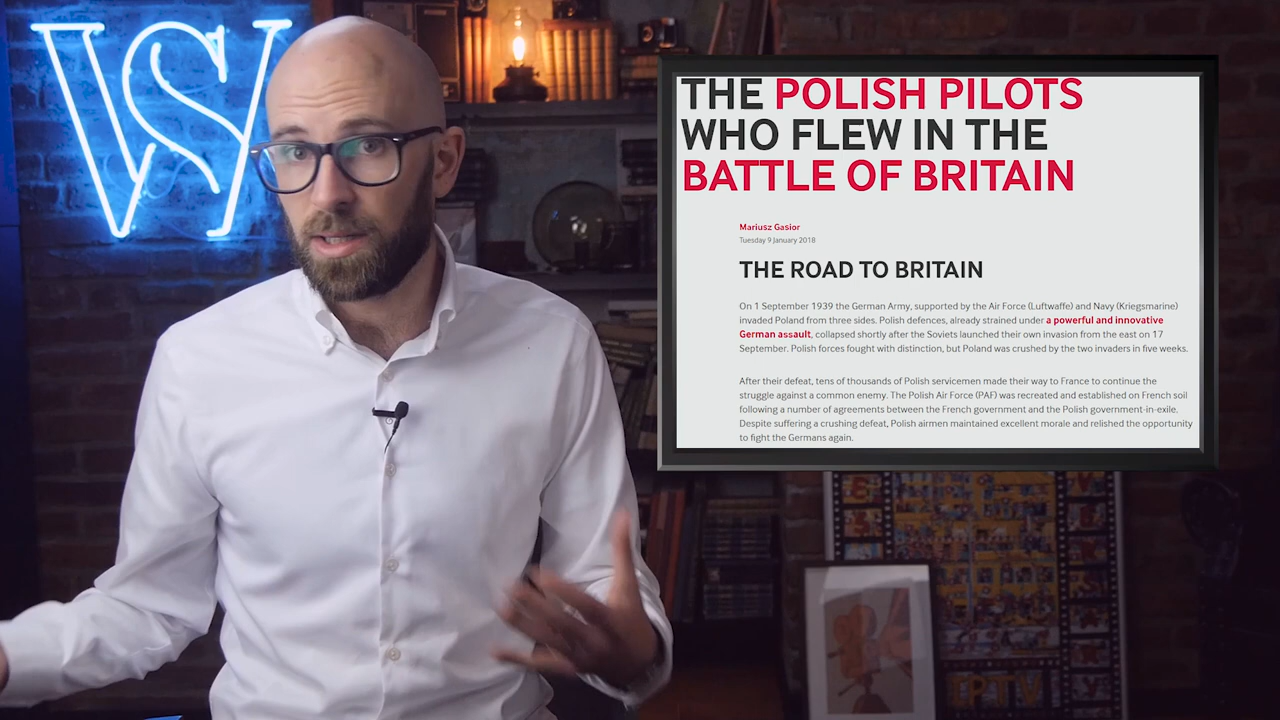 WS
THE POLISH PILOTS
WHO FLEW IN THE
BATTLE OF BRITAIN
Mariusz Gasior
Tuesday 9 January 2018
THE ROAD TO BRITAIN
On 1 September 1939 the German Army, supported by the Air Force (Luftwaffe) and Navy (Kriegsmarine)
invaded Poland from three sides. Polish defences, already strained under a powerful and innovative
German assault, collapsed shortly after the Soviets launched their own invasion from the east on 17
September. Polish forces fought with distinction, but Poland was crushed by the two invaders in five weeks.
After their defeat, tens of thousands of Polish servicemen made their way to France to continue the
struggle against a common enemy. The Polish Air Force (PAF) was recreated and established on French soil
following a number of agreements between the French government and the Polish government-in-exile.
Despite suffering a crushing defeat, Polish airmen maintained excellent morale and relished the opportunity
to fight the Germans again.